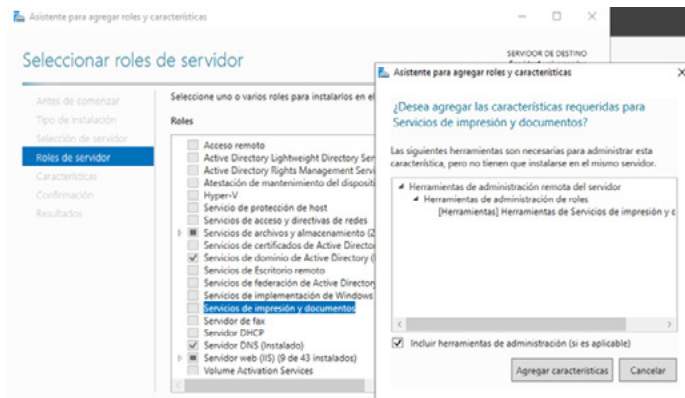 Asistente para agregar roles y características
Seleccionar roles de servidor
SERVIDOR DE DESTINO
Antes de comenzar
Tipo de instalación
Selección de servidor
Roles de servidor
Características
Confirmación
Resultados
Seleccione uno o varios roles para instalarlos en el
Roles
Acceso remoto
Active Directory Lightweight Directory Ser
Active Directory Rights Management Servi
Atestación de mantenimiento del dispositi
Hyper-V
Servicio de protección de host
Servicios de acceso y directivas de redes
Servicios de archivos y almacenamiento (2
Servicios de certificados de Active Directo
Servicios de dominio de Active Directory (
Servicios de Escritorio remoto
Servicios de federación de Active Directory
Servicios de implementación de Windows
Servicios de impresión y documentos
Servidor de fax
Servidor DHCP
Servidor DNS (Instalado)
Servidor web (IIS) (9 de 43 instalados)
Volume Activation Services
Asistente para agregar roles y características
¿Desea agregar las características requeridas para
Servicios de impresión y documentos?
Las siguientes herramientas son necesarias para administrar esta
característica, pero no tienen que instalarse en el mismo servidor.
Herramientas de administración remota del servidor
Herramientas de administración de roles
[Herramientas] Herramientas de Servicios de impresión y d
Incluir herramientas de administración (si es aplicable)
Agregar características
Cancelar